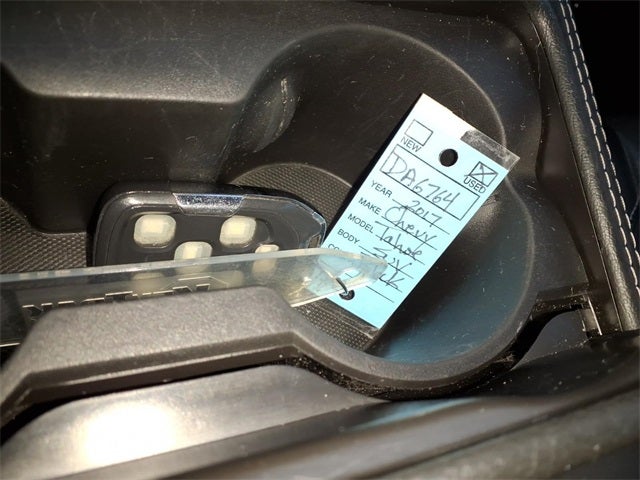 NEW
USED
DA6764
YEAR 2017
MAKE Chevy
MODEL Tahoe
BODY